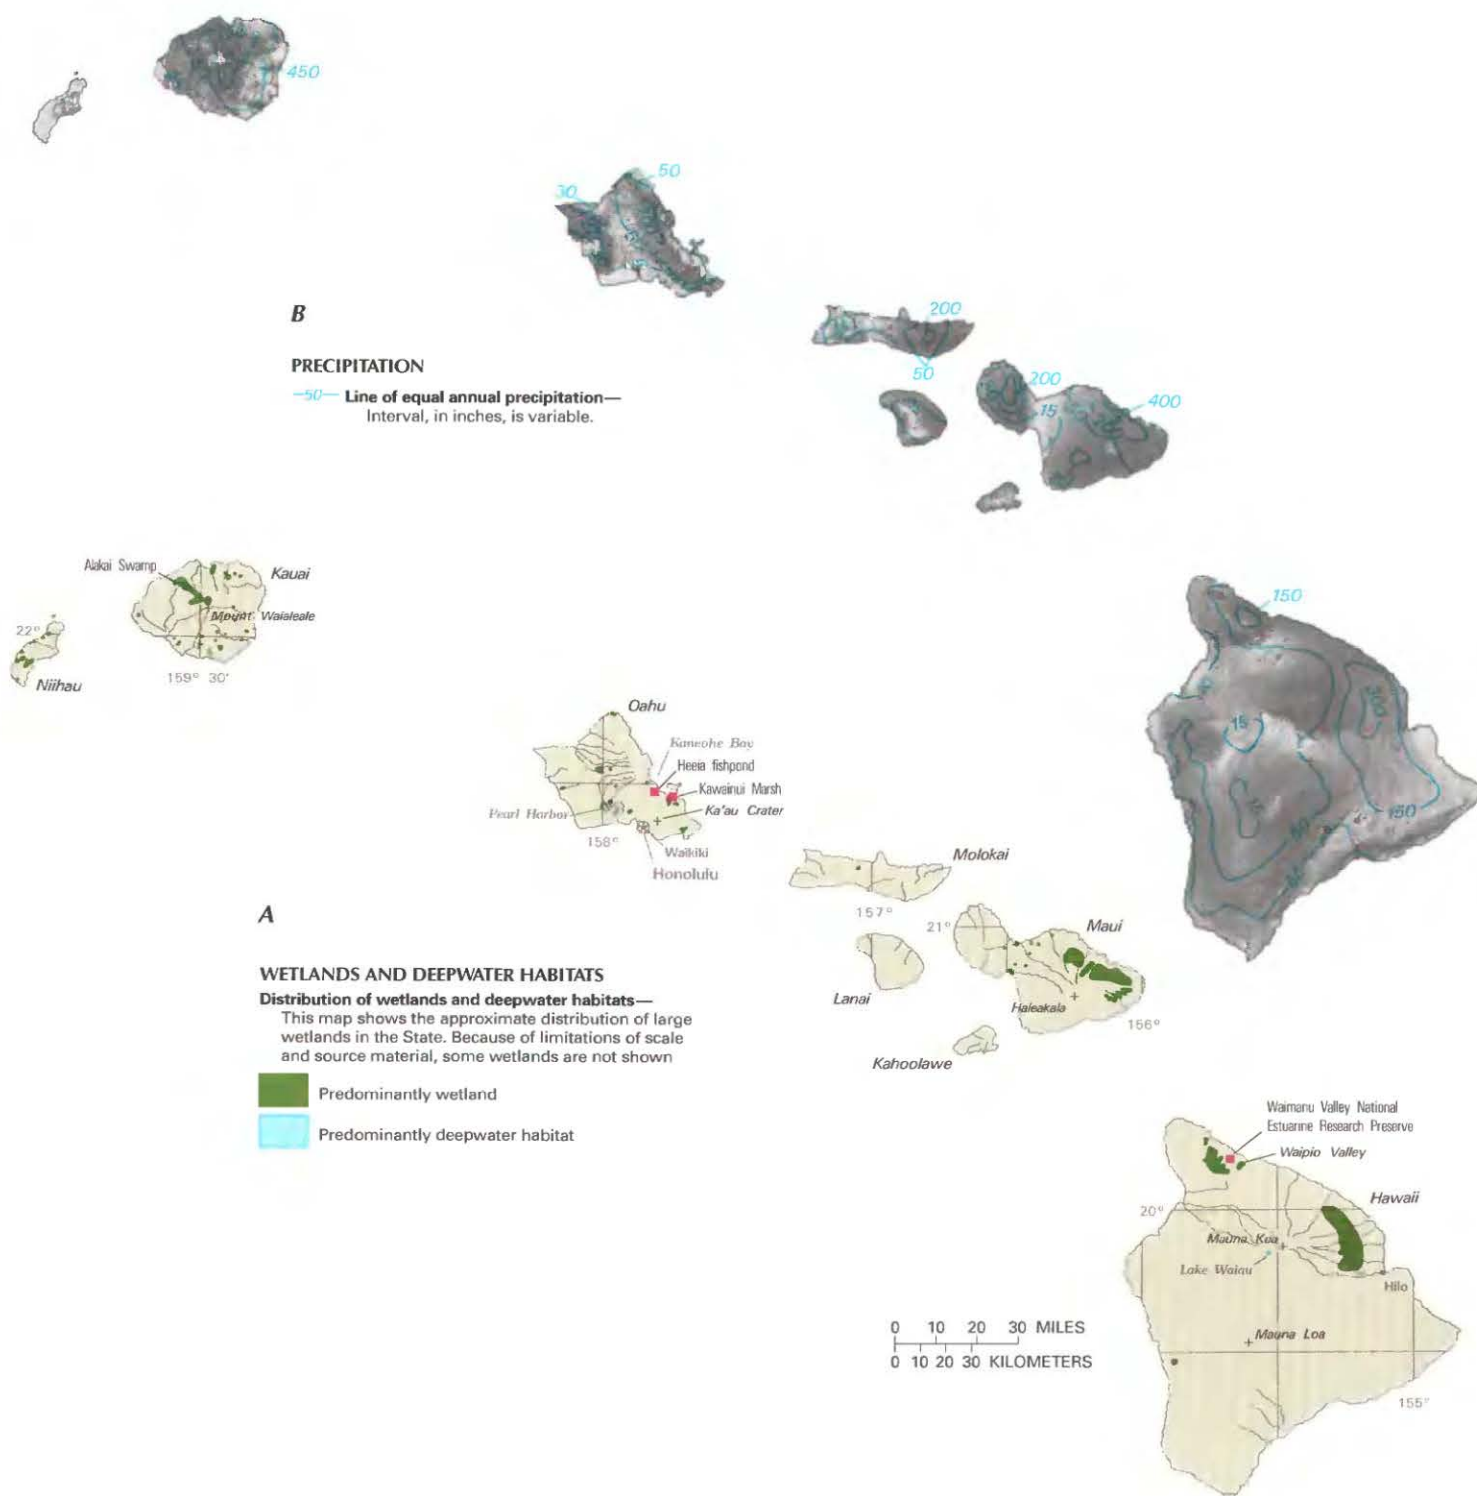 450
50
30
B
200
50
PRECIPITATION
—50— Line of equal annual precipitation—
Interval, in inches, is variable.
200
15
400
Alakai Swamp
Kauai
Mount Waialeale
22°
Niihau
159° 30'
150
15
50
150
Oahu
Kaneohe Bay
Heeia fishpond
Kawainui Marsh
Ka'au Crater
Pearl Harbor
158°
Waikiki
Honolulu
Molokai
157°
A
21°
Maui
WETLANDS AND DEEPWATER HABITATS
Distribution of wetlands and deepwater habitats—
This map shows the approximate distribution of large
wetlands in the State. Because of limitations of scale
and source material, some wetlands are not shown
Lanai
Haleakala
156°
Kahoolawe
Predominantly wetland
Predominantly deepwater habitat
Waimanu Valley National
Estuarine Research Preserve
Waipio Valley
Hawaii
20°
Mauna Kea
Lake Waiau
Hilo
0 10 20 30 MILES
0 10 20 30 KILOMETERS
Mauna Loa
155°